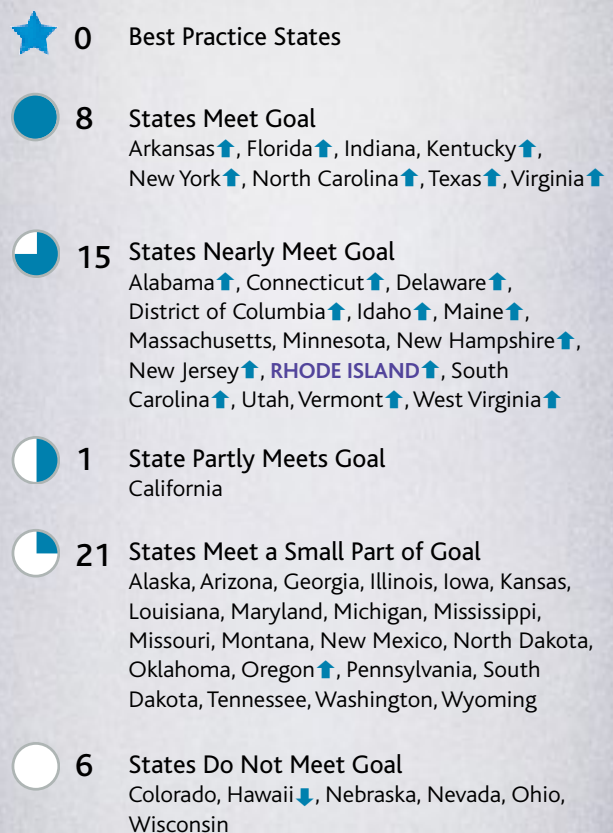 0 Best Practice States
8 States Meet Goal
Arkansas⬆, Florida⬆, Indiana, Kentucky⬆,
New York⬆, North Carolina⬆, Texas⬆, Virginia⬆
15 States Nearly Meet Goal
Alabama⬆, Connecticut⬆, Delaware⬆,
District of Columbia⬆, Idaho⬆, Maine⬆,
Massachusetts, Minnesota, New Hampshire⬆,
New Jersey⬆, RHODE ISLAND⬆, South
Carolina⬆, Utah, Vermont⬆, West Virginia⬆
1 State Partly Meets Goal
California
21 States Meet a Small Part of Goal
Alaska, Arizona, Georgia, Illinois, Iowa, Kansas,
Louisiana, Maryland, Michigan, Mississippi,
Missouri, Montana, New Mexico, North Dakota,
Oklahoma, Oregon⬆, Pennsylvania, South
Dakota, Tennessee, Washington, Wyoming
6 States Do Not Meet Goal
Colorado, Hawaii⬇, Nebraska, Nevada, Ohio,
Wisconsin